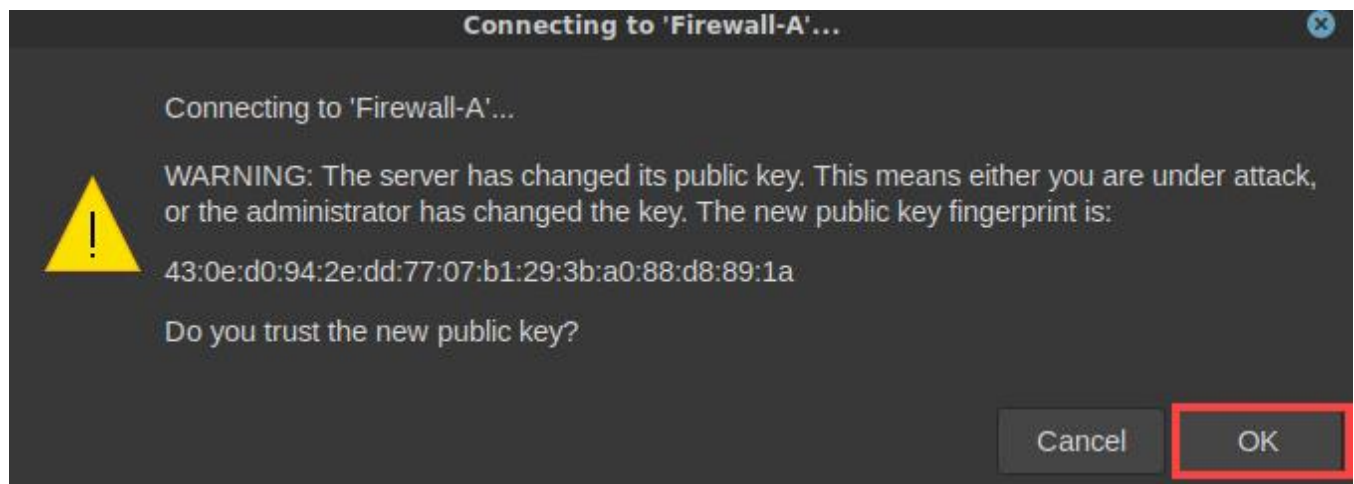 Connecting to 'Firewall-A'...
Connecting to 'Firewall-A'...
WARNING: The server has changed its public key. This means either you are under attack,
or the administrator has changed the key. The new public key fingerprint is:
43:0e:d0:94:2e:dd:77:07:b1:29:3b:a0:88:d8:89:1a
Do you trust the new public key?
Cancel OK